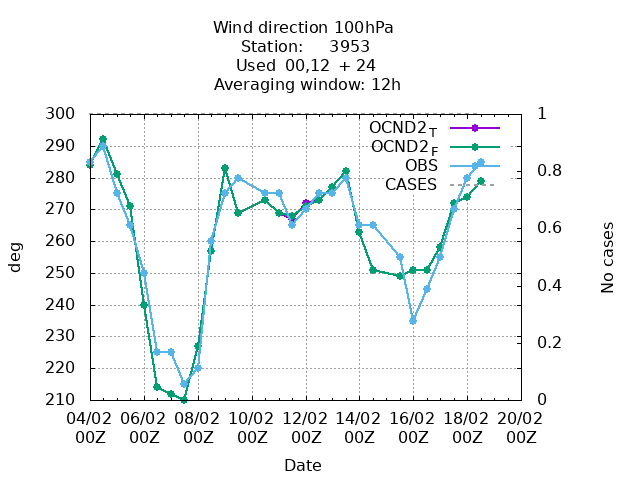 Wind direction 100hPa
Station:     3953
Used  00,12  + 24
Averaging window: 12h
300
290
280
270
260
250
240
230
220
210
deg
1
0.8
0.6
0.4
0.2
0
No cases
OCND2T
OCND2F
OBS
CASES
04/02 06/02 08/02 10/02 12/02 14/02 16/02 18/02 20/02
00Z 00Z 00Z 00Z 00Z 00Z 00Z 00Z 00Z
Date